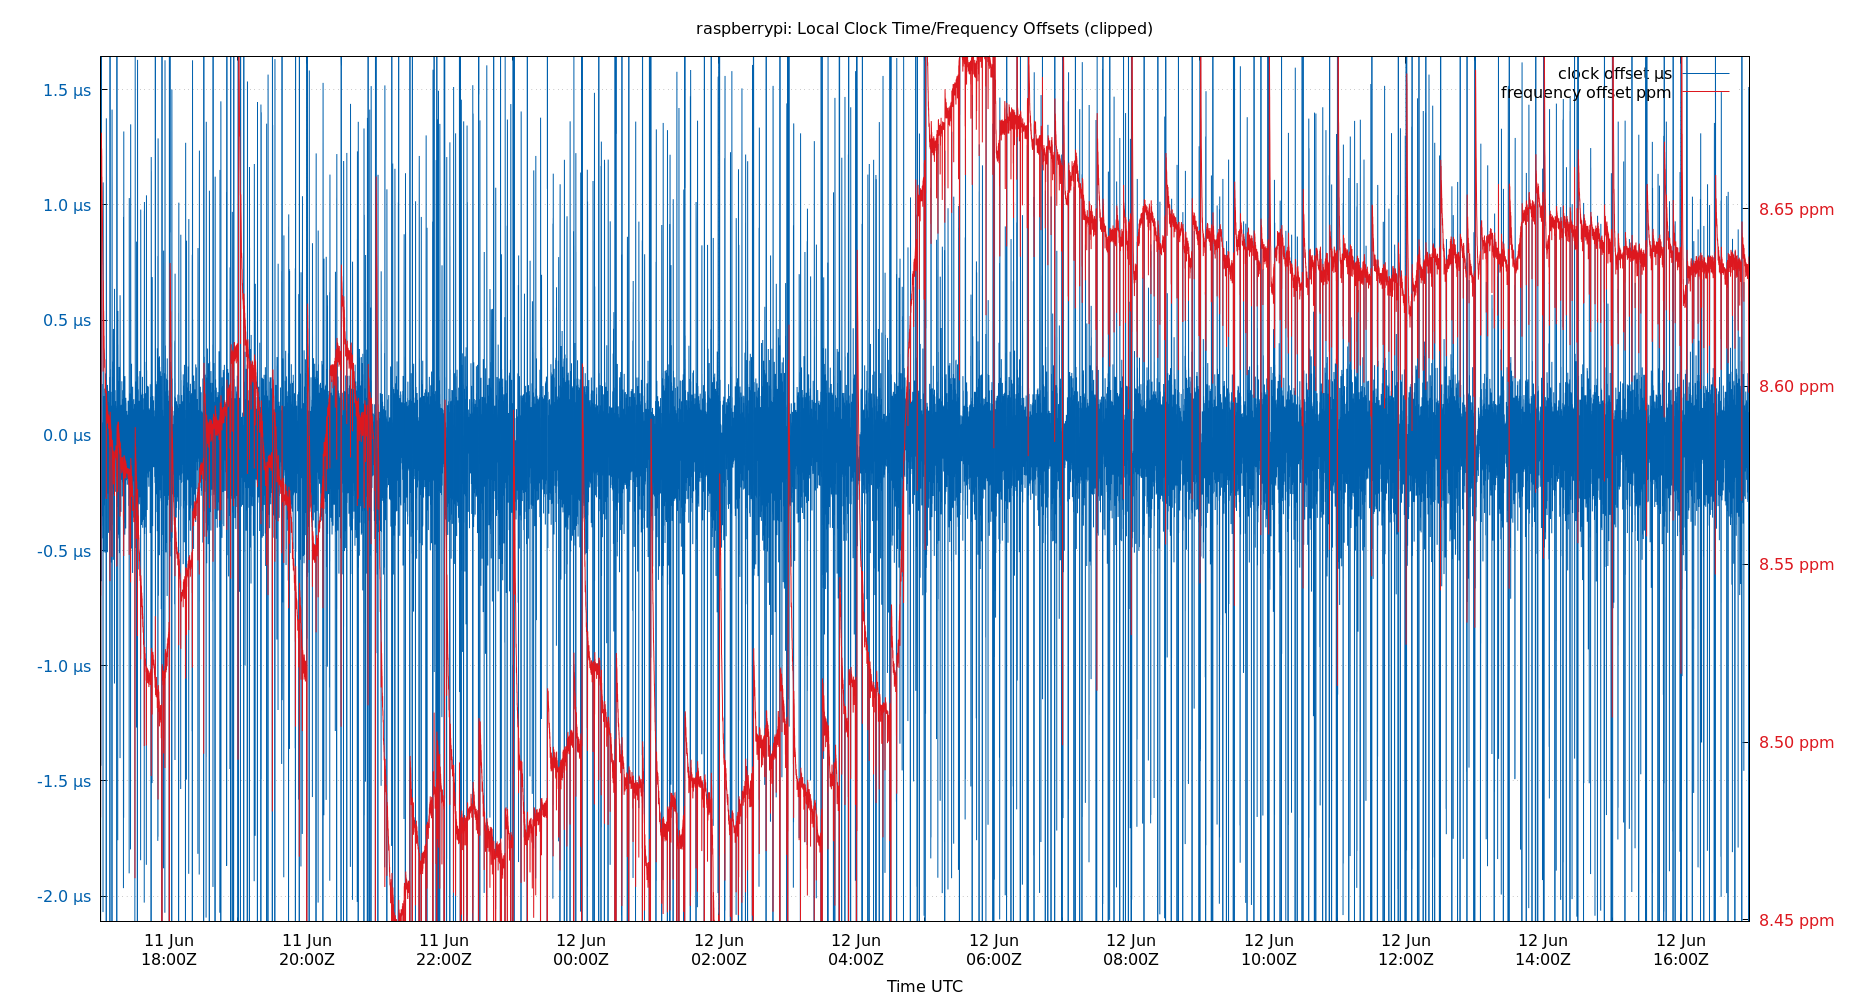 raspberrypi: Local Clock Time/Frequency Offsets (clipped)
clock offset µs
frequency offset ppm
1.5 µs
1.0 µs
0.5 µs
0.0 µs
-0.5 µs
-1.0 µs
-1.5 µs
-2.0 µs
8.65 ppm
8.60 ppm
8.55 ppm
8.50 ppm
8.45 ppm
11 Jun 11 Jun 11 Jun 12 Jun 12 Jun 12 Jun 12 Jun 12 Jun 12 Jun 12 Jun 12 Jun 12 Jun
18:00Z 20:00Z 22:00Z 00:00Z 02:00Z 04:00Z 06:00Z 08:00Z 10:00Z 12:00Z 14:00Z 16:00Z
Time UTC